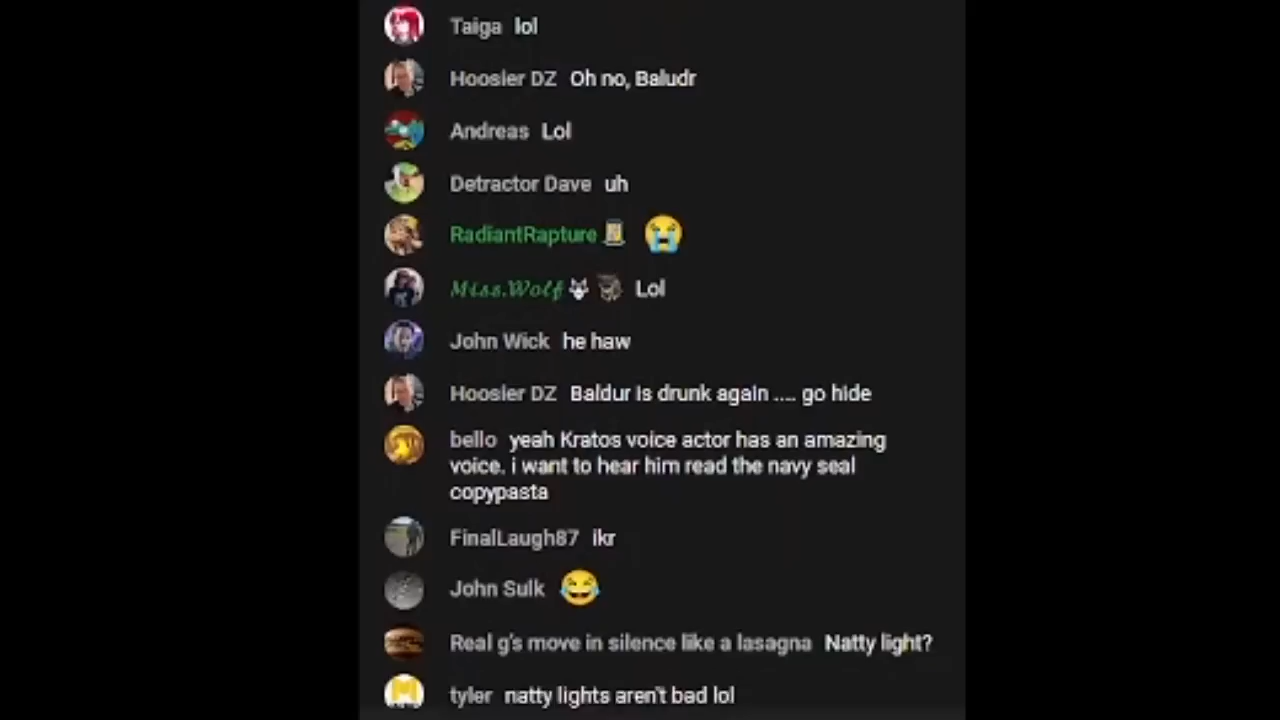 Taiga lol
Hoosier DZ Oh no, Baludr
Andreas Lol
Detractor Dave uh
RadiantRapture 😭
Miss.Wolf Lol
John Wick he haw
Hoosier DZ Baldur is drunk again .... go hide
bello yeah Kratos voice actor has an amazing
voice. i want to hear him read the navy seal
copypasta
FinalLaugh87 ikr
John Sulk 😂
Real g's move in silence like a lasagna Natty light?
tyler natty lights aren't bad lol